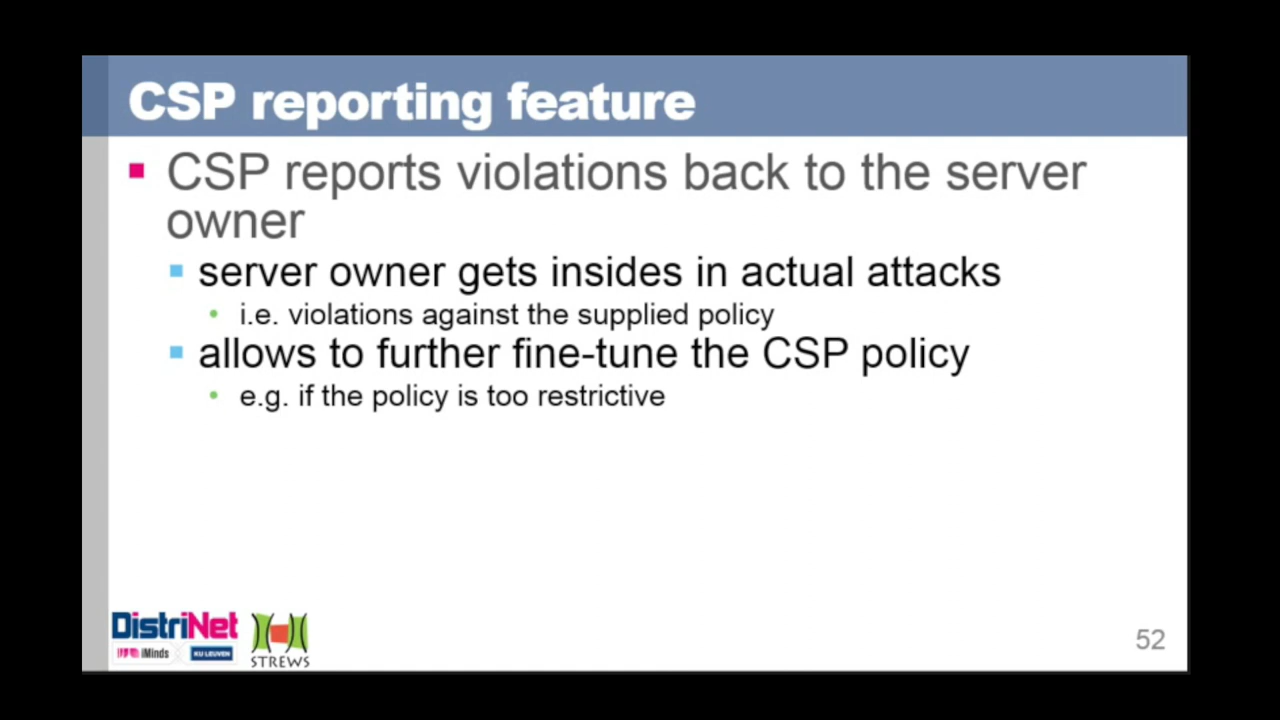 CSP reporting feature
CSP reports violations back to the server
owner
server owner gets insides in actual attacks
i.e. violations against the supplied policy
allows to further fine-tune the CSP policy
e.g. if the policy is too restrictive
DistriNet
iMinds KU LEUVEN
STREWS
52